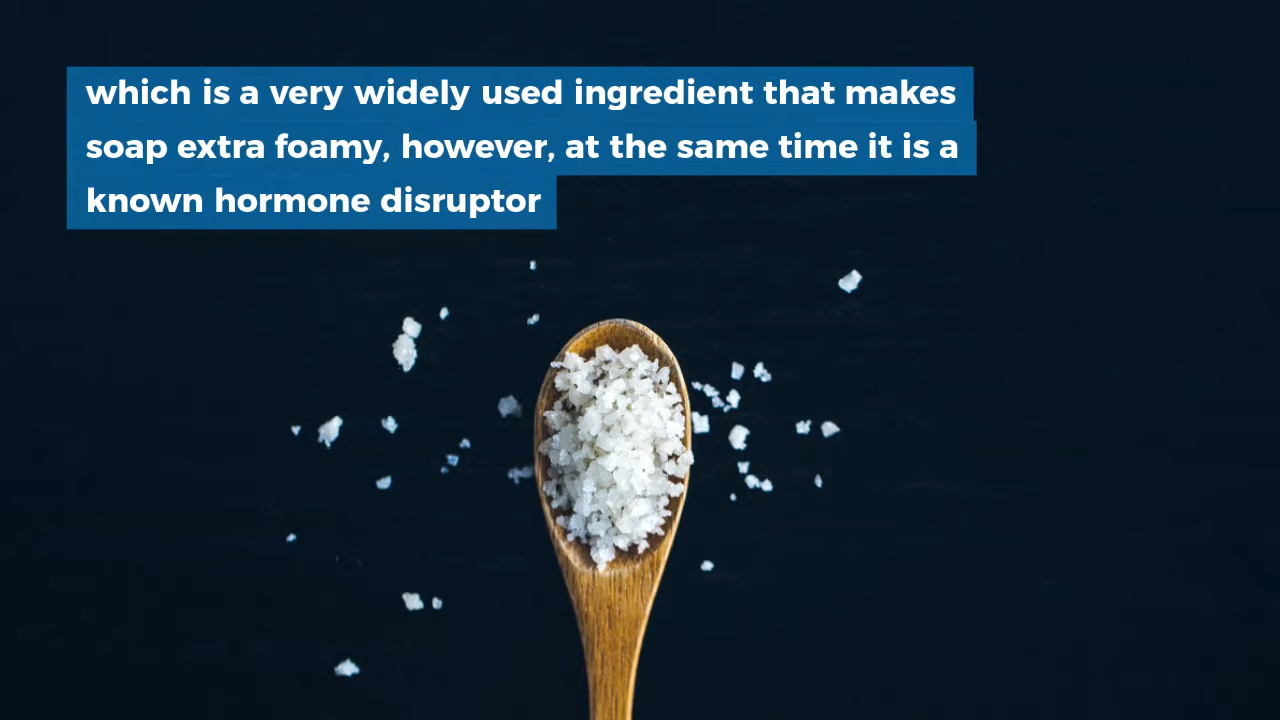 which is a very widely used ingredient that makes
soap extra foamy, however, at the same time it is a
known hormone disruptor